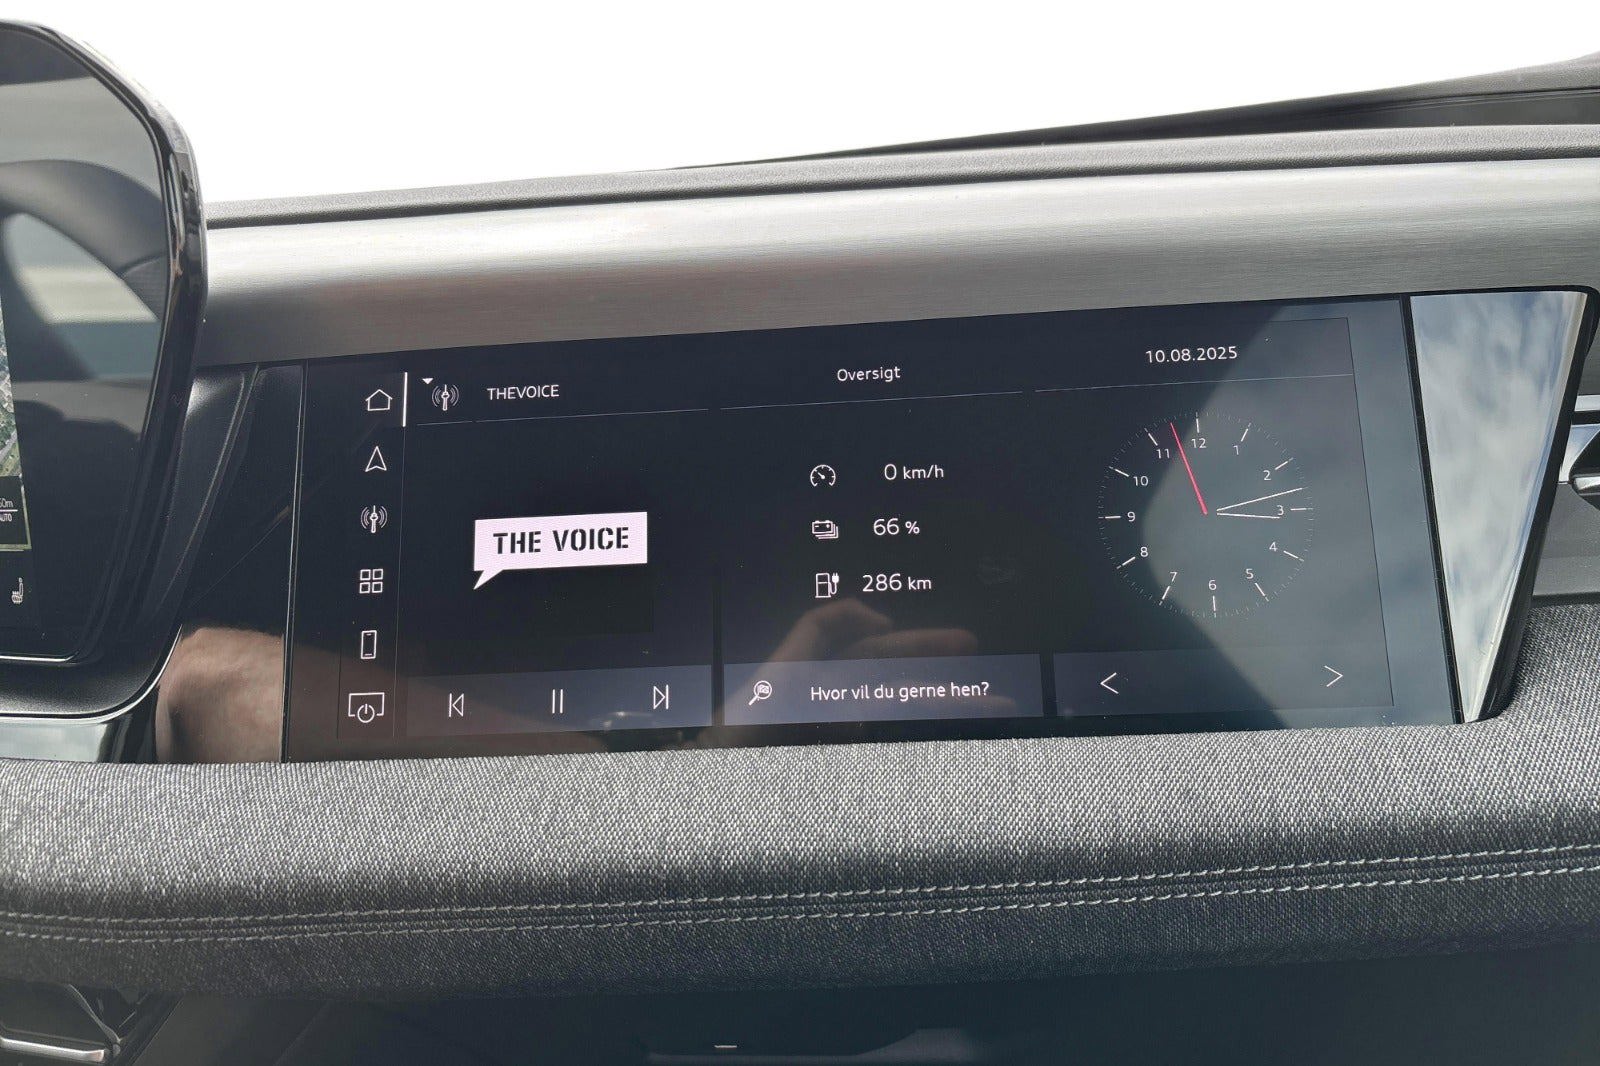 THEVOICE
Oversigt
10.08.2025
THE VOICE
0 km/h
66 %
286 km
Hvor vil du gerne hen?
12
1
2
3
4
5
6
7
8
9
10
11
AUTO